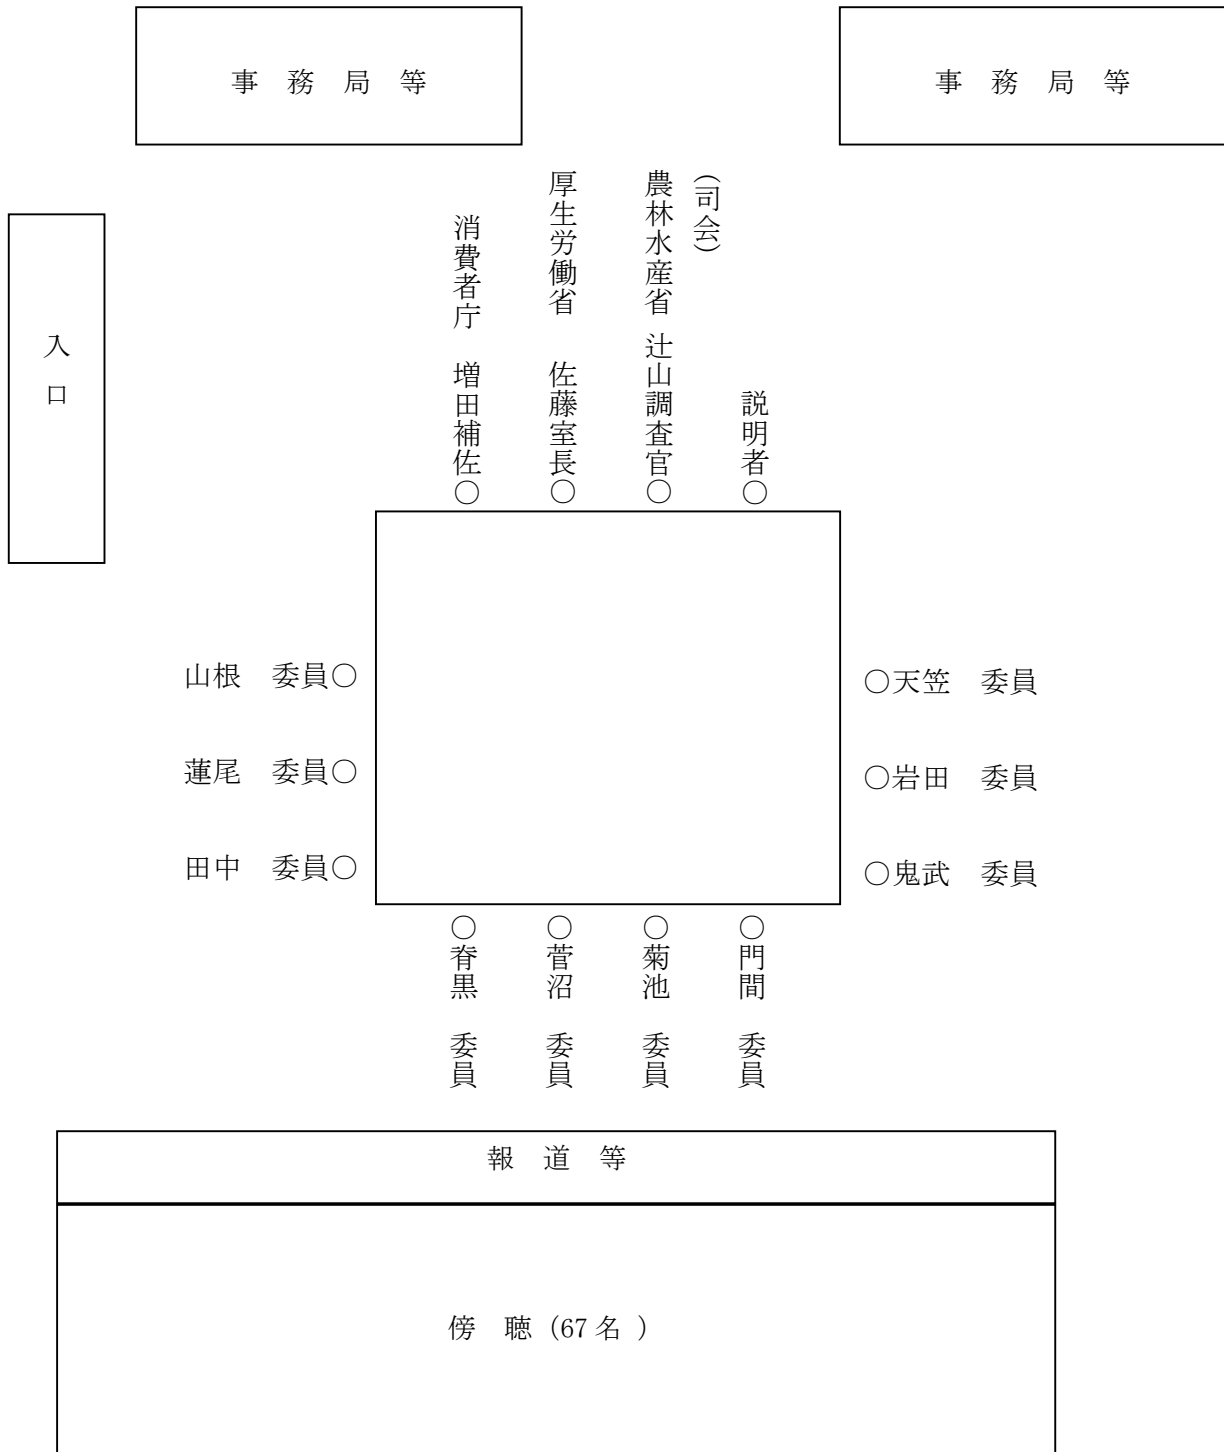 事　務　局　等
事　務　局　等
入口
(司会)
農林水産省 辻山調査官○
厚生労働省　佐藤室長○
消費者庁　増田補佐○
説明者○
山根　委員○
蓮尾　委員○
田中　委員○
○天笠　委員
○岩田　委員
○鬼武　委員
○脊黒　委員
○菅沼　委員
○菊池　委員
○門間　委員
報　道　等
傍　聴（67 名 ）